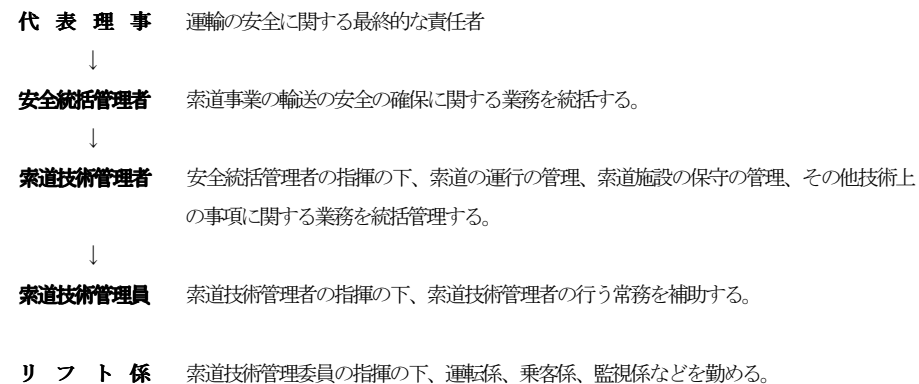 代 表 理 事 運輸の安全に関する最終的な責任者
↓
安全統括管理者 索道事業の輸送の安全の確保に関する業務を統括する。
↓
索道技術管理者 安全統括管理者の指揮の下、索道の運行の管理、索道施設の保守の管理、その他技術上
の事項に関する業務を統括管理する。
↓
索道技術管理員 索道技術管理者の指揮の下、索道技術管理者の行う常務を補助する。
リ フ ト 係 索道技術管理委員の指揮の下、運転係、乗客係、監視係などを勤める。